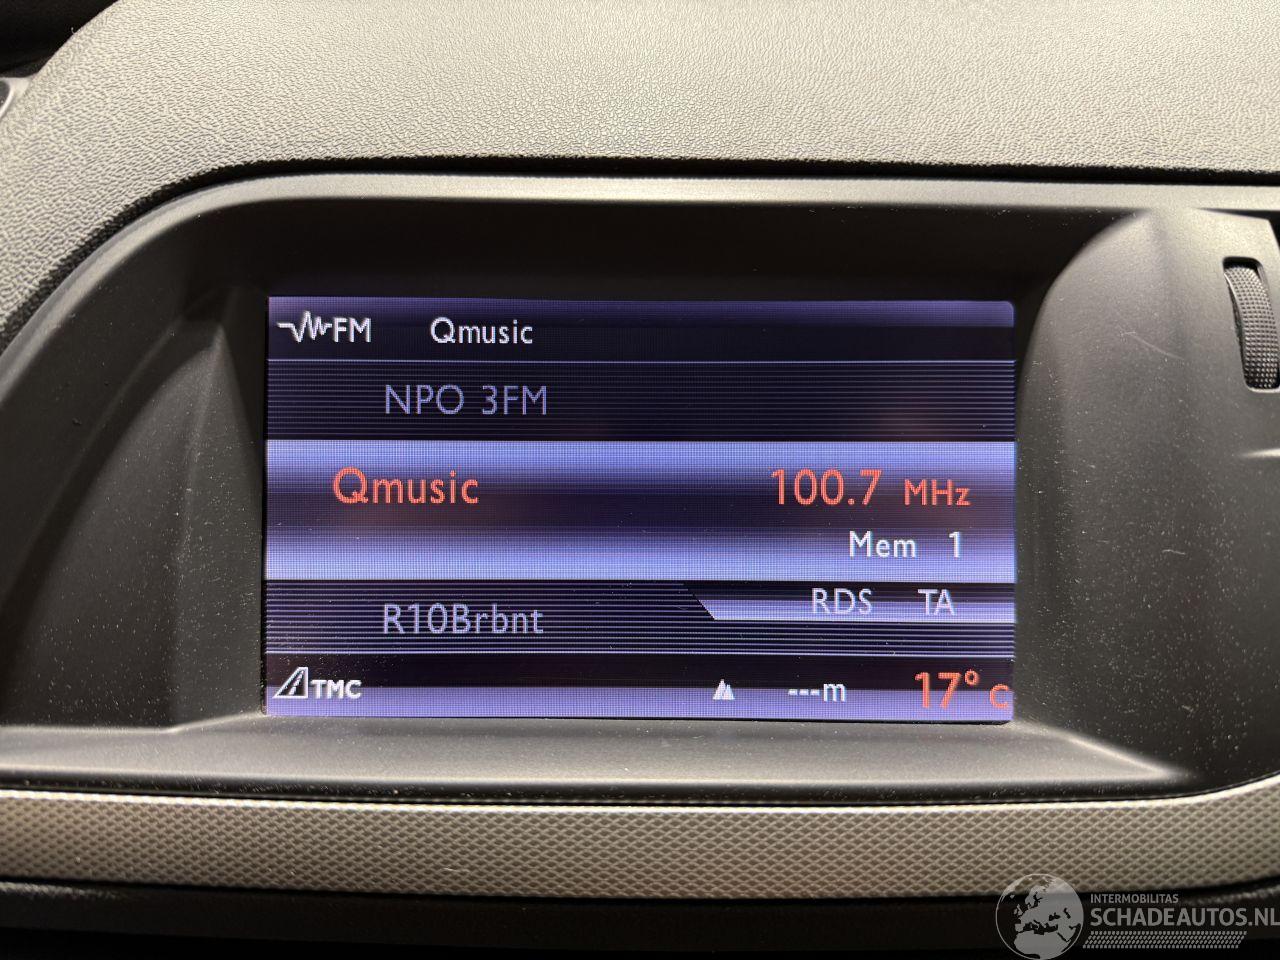 FM Qmusic
NPO 3FM
Qmusic 100.7 MHz
Mem 1
RDS TA
R10Brbnt
TMC ---m 17° C
INTERMOBILITAS
SCHADEAUTOS.NL